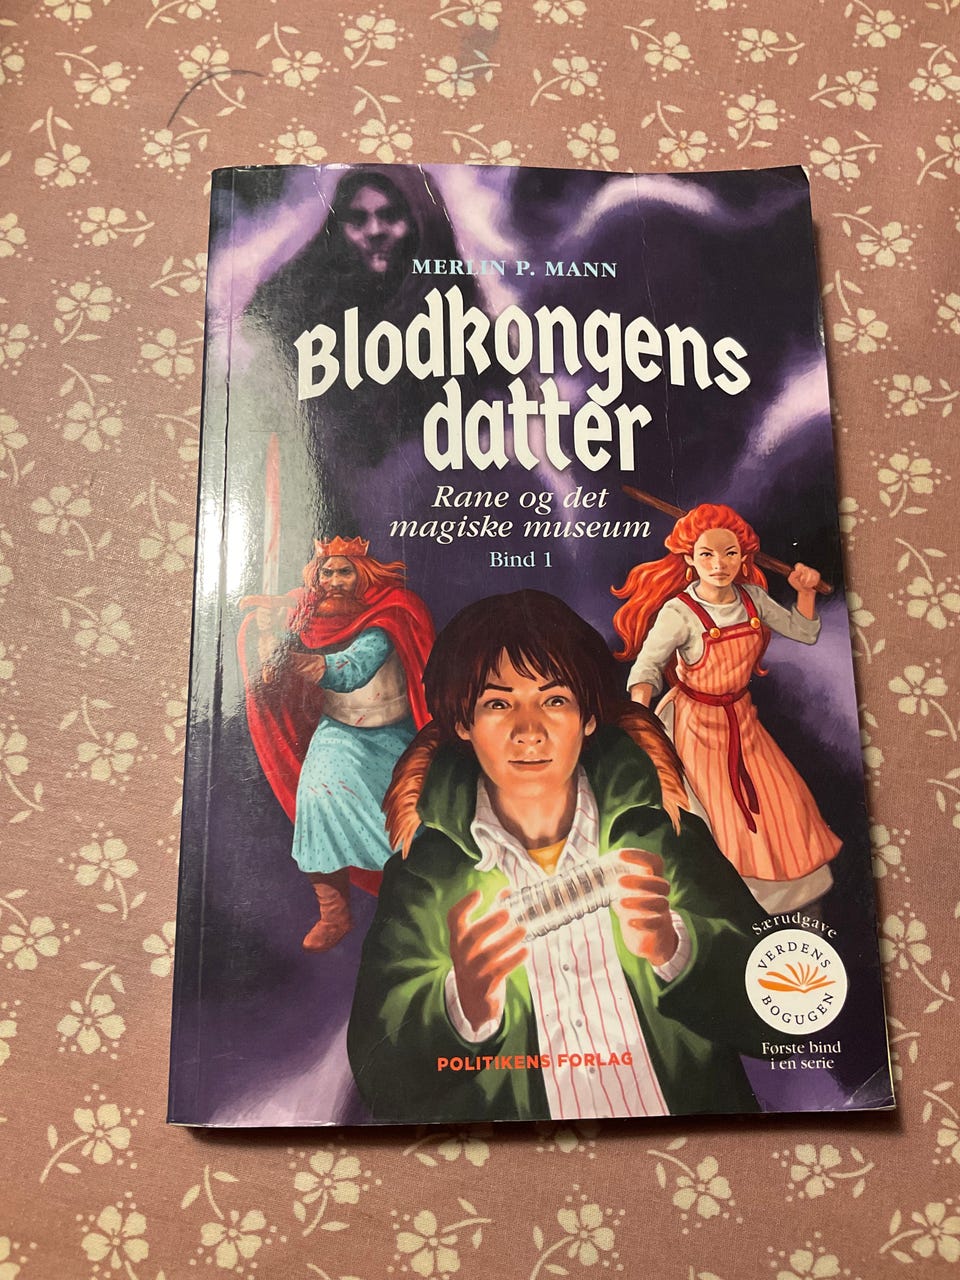 MERLIN P. MANN
Blodkongens
datter
Rane og det
magiske museum
Bind 1
Særudgave
VERDENS
BOGUGEN
Første bind
i en serie
POLITIKENS FORLAG